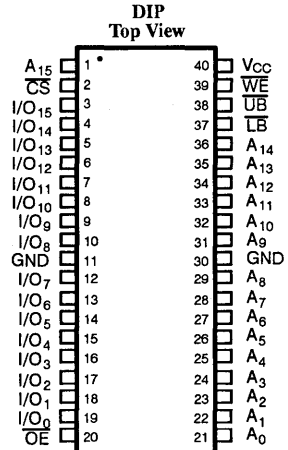 DIP
Top View
A15 1 40 VCC
CS 2 39 WE
I/O15 3 38 UB
I/O14 4 37 LB
I/O13 5 36 A14
I/O12 6 35 A13
I/O11 7 34 A12
I/O10 8 33 A11
I/O9 9 32 A10
I/O8 10 31 A9
GND 11 30 GND
I/O7 12 29 A8
I/O6 13 28 A7
I/O5 14 27 A6
I/O4 15 26 A5
I/O3 16 25 A4
I/O2 17 24 A3
I/O1 18 23 A2
I/O0 19 22 A1
OE 20 21 A0